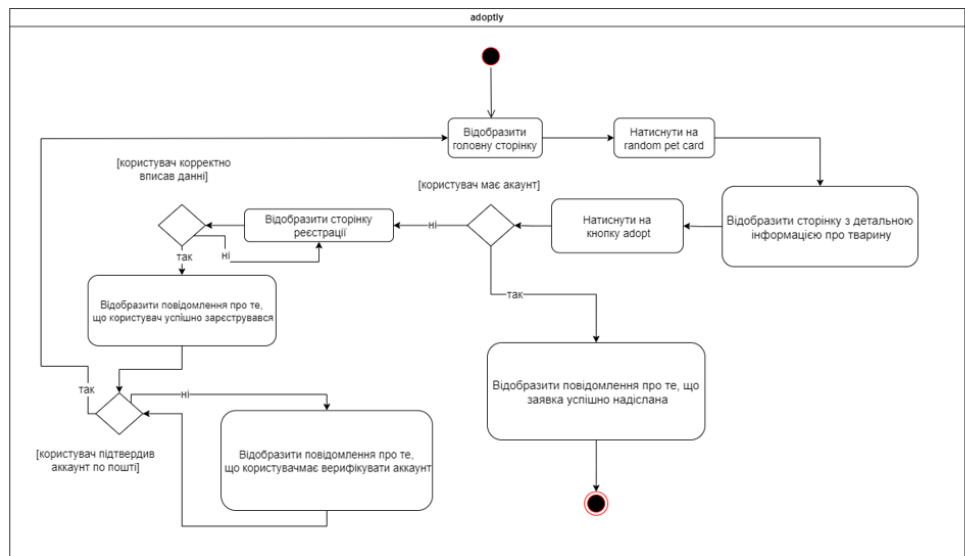 adoptly
Відобразити
головну сторінку
Натиснути на
random pet card
[користувач корректно
вписав данні]
[користувач має акаунт]
Відобразити сторінку
реєстрації
ні
Натиснути на
кнопку adopt
Відобразити сторінку з детальною
інформацією про тварину
так
ні
Відобразити повідомлення про те,
що користувач успішно зарєструвався
так
Відобразити повідомлення про те, що
заявка успішно надіслана
так
ні
[користувач підтвердив
аккаунт по пошті]
Відобразити повідомлення про те,
що користувачмає верифікувати аккаунт